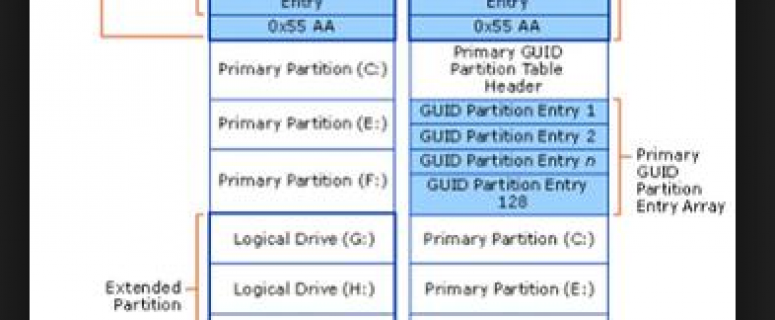 Entry
0x55 AA
Primary Partition (C:)
Primary Partition (E:)
Primary Partition (F:)
Logical Drive (G:)
Logical Drive (H:)
Extended
Partition
Entry
0x55 AA
Primary GUID
Partition Table
Header
GUID Partition Entry 1
GUID Partition Entry 2
GUID Partition Entry n
GUID Partition Entry
128
Primary Partition (C:)
Primary Partition (E:)
Primary
GUID
Partition
Entry Array